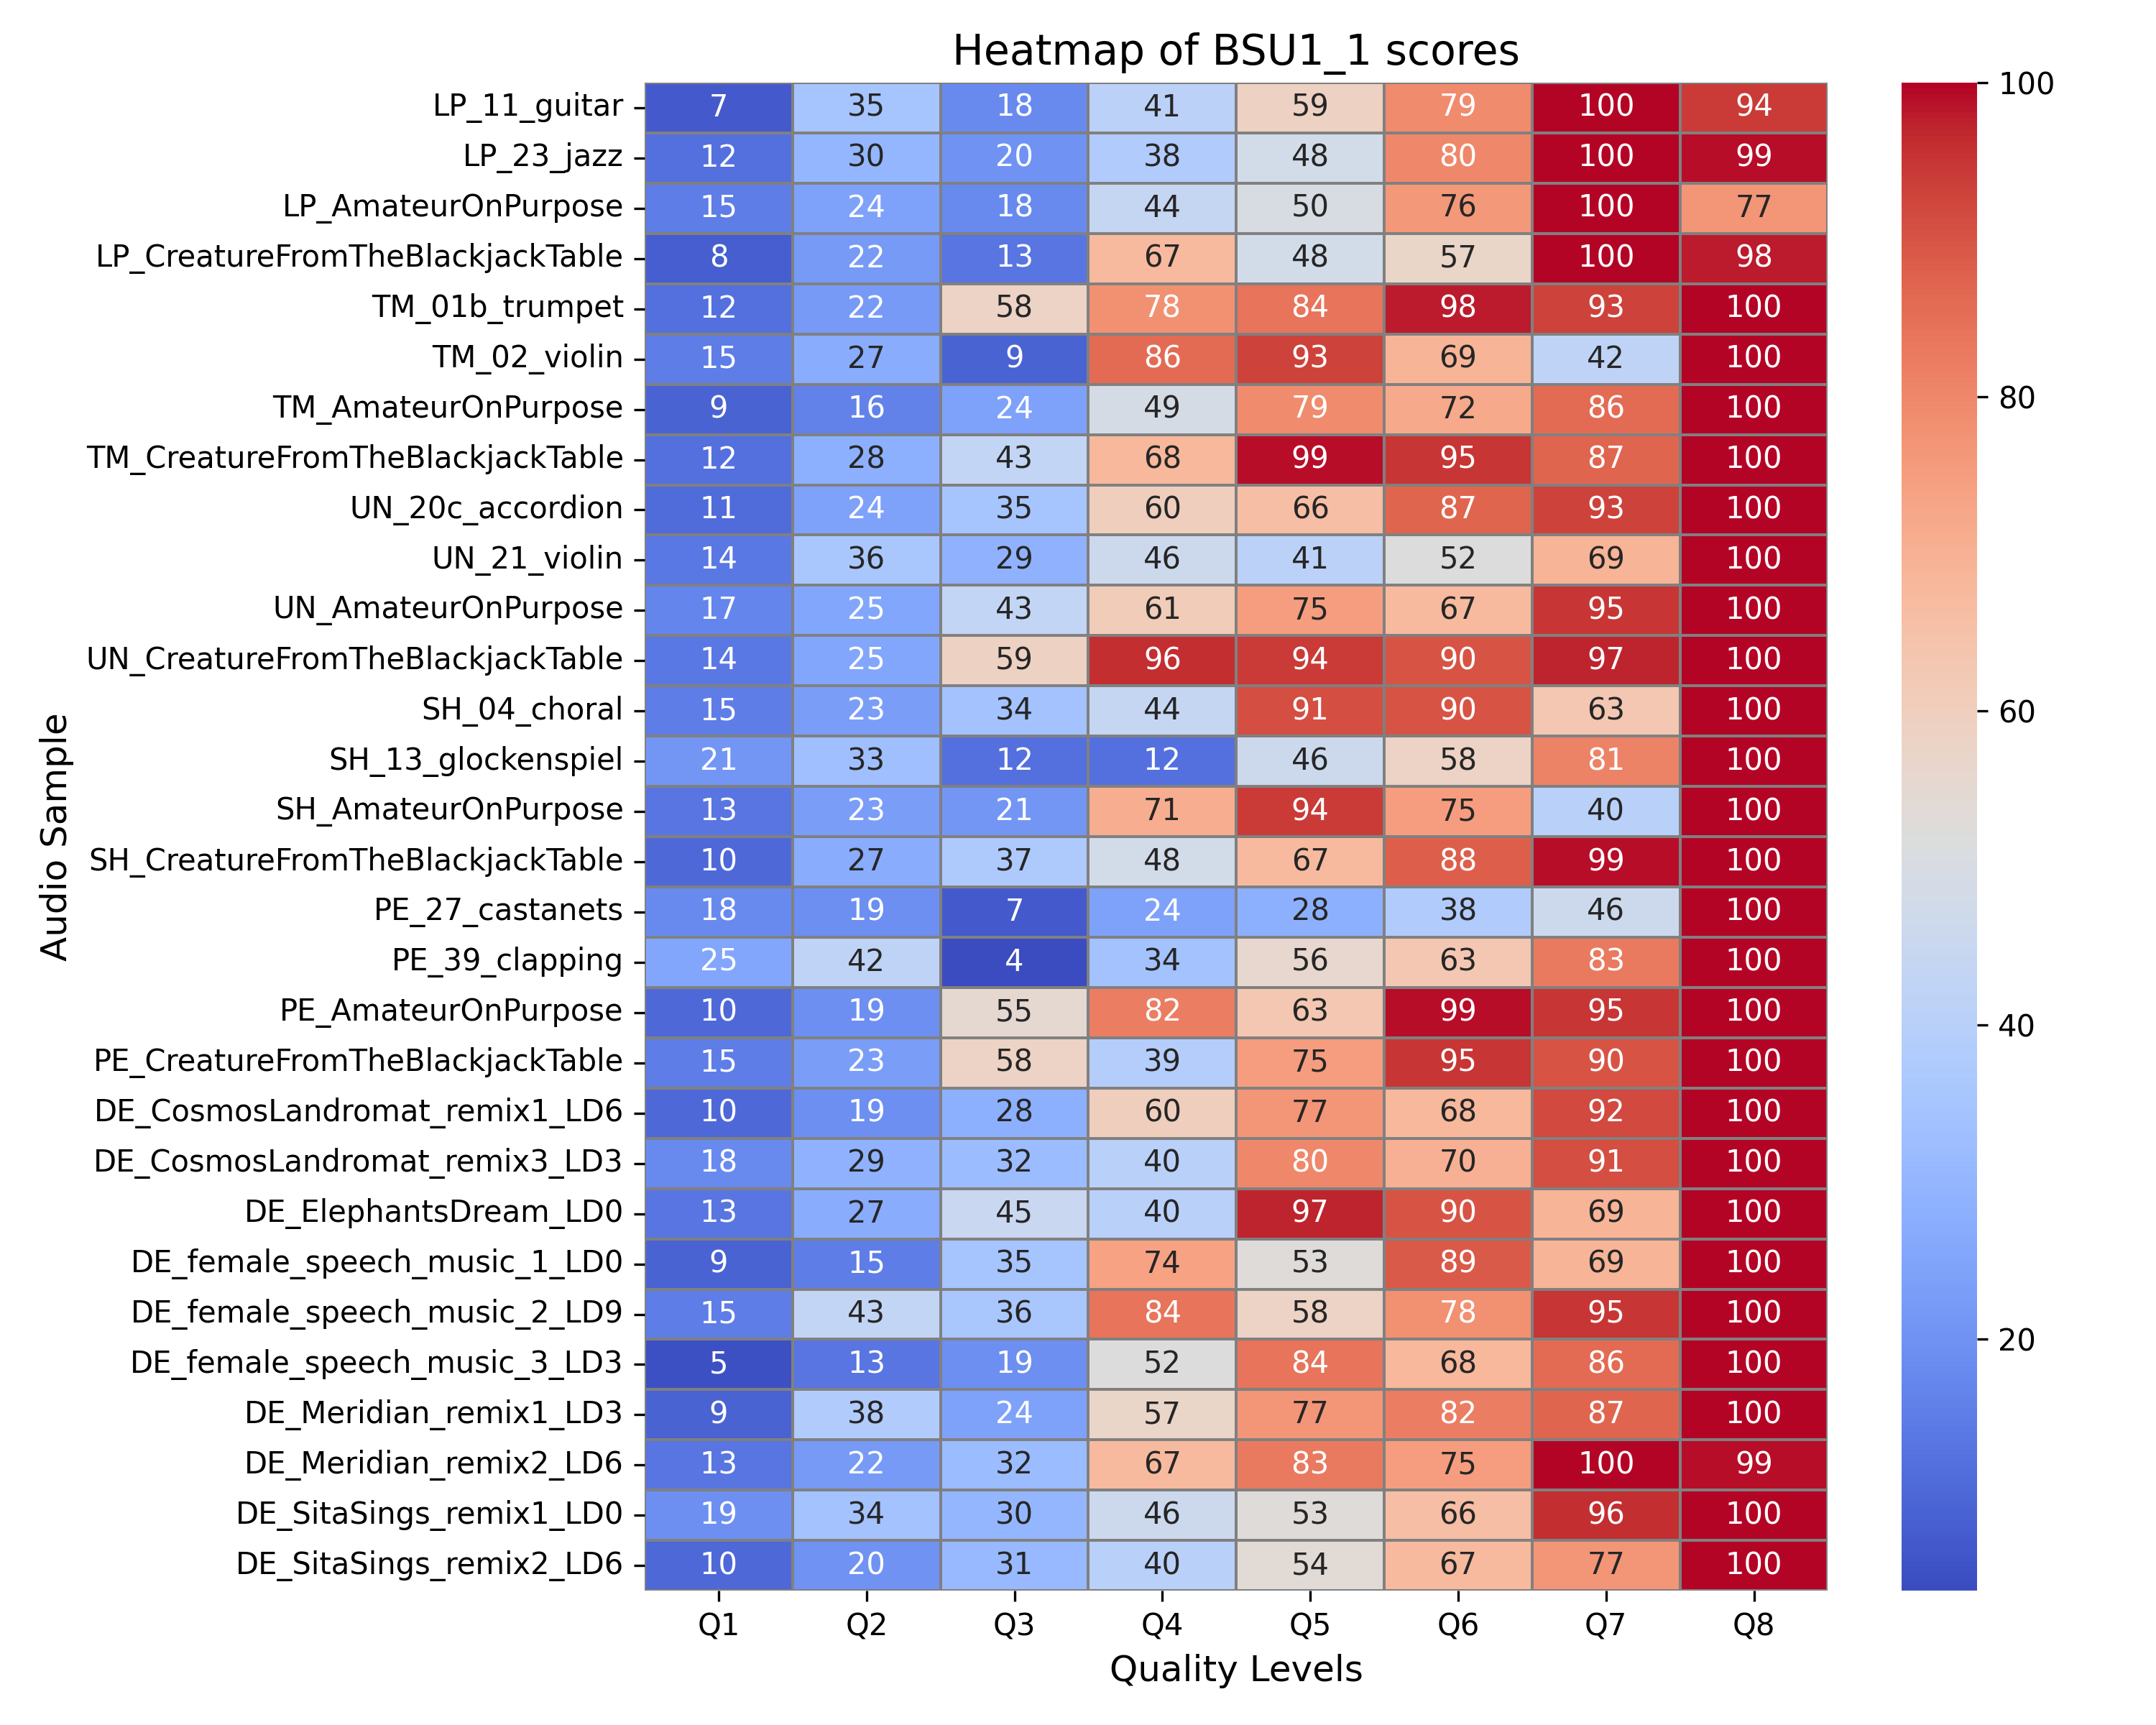 Heatmap of BSU1_1 scores
LP_11_guitar 7 35 18 41 59 79 100 94
LP_23_jazz 12 30 20 38 48 80 100 99
LP_AmateurOnPurpose 15 24 18 44 50 76 100 77
LP_CreatureFromTheBlackjackTable 8 22 13 67 48 57 100 98
TM_01b_trumpet 12 22 58 78 84 98 93 100
TM_02_violin 15 27 9 86 93 69 42 100
TM_AmateurOnPurpose 9 16 24 49 79 72 86 100
TM_CreatureFromTheBlackjackTable 12 28 43 68 99 95 87 100
UN_20c_accordion 11 24 35 60 66 87 93 100
UN_21_violin 14 36 29 46 41 52 69 100
UN_AmateurOnPurpose 17 25 43 61 75 67 95 100
UN_CreatureFromTheBlackjackTable 14 25 59 96 94 90 97 100
SH_04_choral 15 23 34 44 91 90 63 100
SH_13_glockenspiel 21 33 12 12 46 58 81 100
SH_AmateurOnPurpose 13 23 21 71 94 75 40 100
SH_CreatureFromTheBlackjackTable 10 27 37 48 67 88 99 100
PE_27_castanets 18 19 7 24 28 38 46 100
PE_39_clapping 25 42 4 34 56 63 83 100
PE_AmateurOnPurpose 10 19 55 82 63 99 95 100
PE_CreatureFromTheBlackjackTable 15 23 58 39 75 95 90 100
DE_CosmosLandromat_remix1_LD6 10 19 28 60 77 68 92 100
DE_CosmosLandromat_remix3_LD3 18 29 32 40 80 70 91 100
DE_ElephantsDream_LD0 13 27 45 40 97 90 69 100
DE_female_speech_music_1_LD0 9 15 35 74 53 89 69 100
DE_female_speech_music_2_LD9 15 43 36 84 58 78 95 100
DE_female_speech_music_3_LD3 5 13 19 52 84 68 86 100
DE_Meridian_remix1_LD3 9 38 24 57 77 82 87 100
DE_Meridian_remix2_LD6 13 22 32 67 83 75 100 99
DE_SitaSings_remix1_LD0 19 34 30 46 53 66 96 100
DE_SitaSings_remix2_LD6 10 20 31 40 54 67 77 100
Q1 Q2 Q3 Q4 Q5 Q6 Q7 Q8
Quality Levels
Audio Sample
100
80
60
40
20